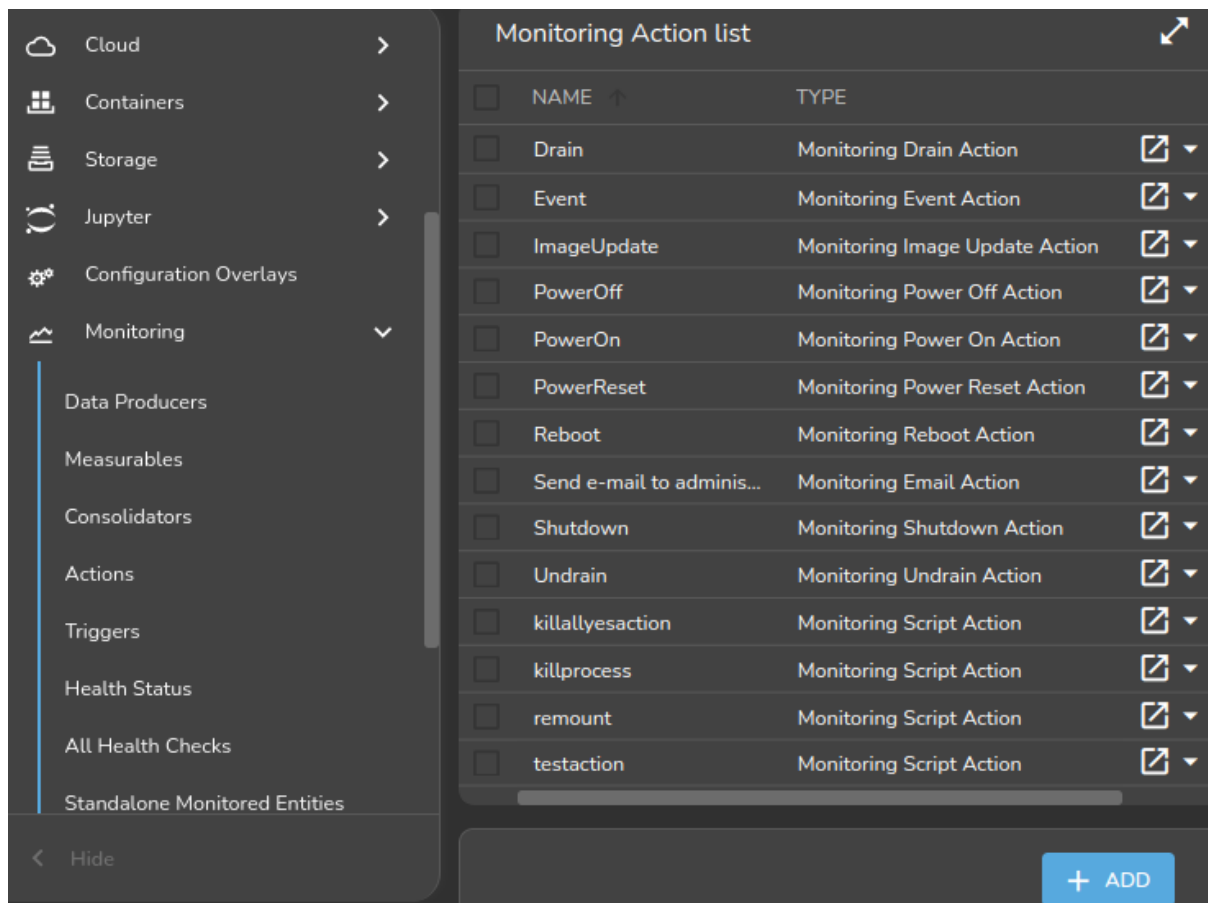 Cloud
Containers
Storage
Jupyter
Configuration Overlays
Monitoring
Data Producers
Measurables
Consolidators
Actions
Triggers
Health Status
All Health Checks
Standalone Monitored Entities
Hide
Monitoring Action list
NAME TYPE
Drain Monitoring Drain Action
Event Monitoring Event Action
ImageUpdate Monitoring Image Update Action
PowerOff Monitoring Power Off Action
PowerOn Monitoring Power On Action
PowerReset Monitoring Power Reset Action
Reboot Monitoring Reboot Action
Send e-mail to adminis... Monitoring Email Action
Shutdown Monitoring Shutdown Action
Undrain Monitoring Undrain Action
killallyesaction Monitoring Script Action
killprocess Monitoring Script Action
remount Monitoring Script Action
testaction Monitoring Script Action
+ ADD